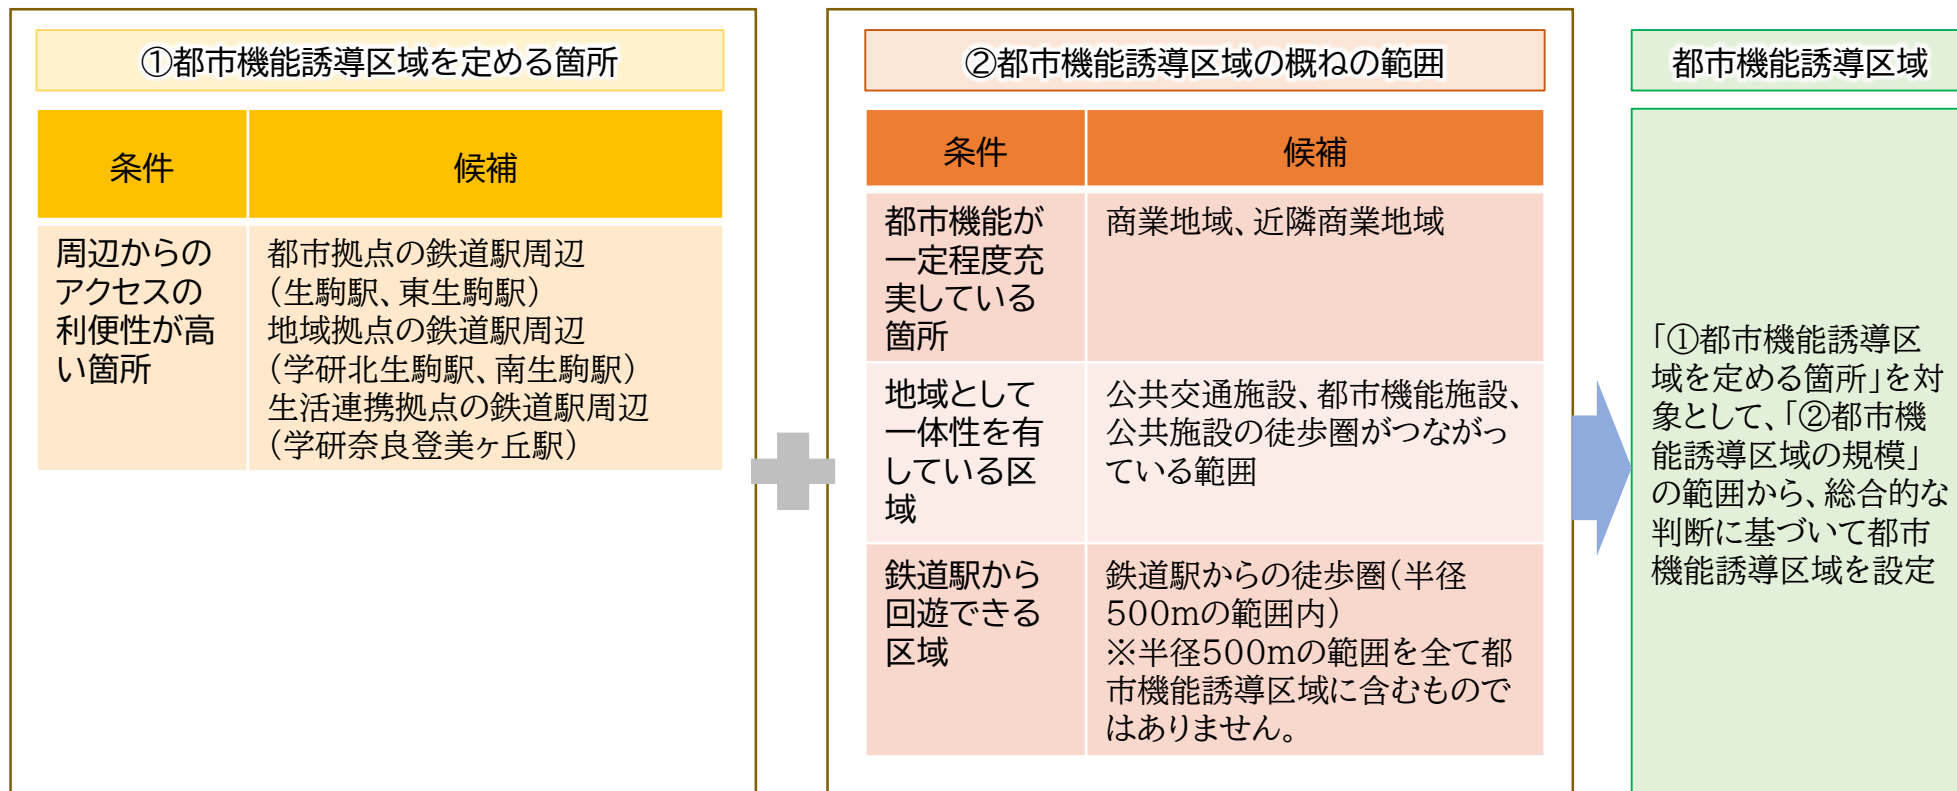 ①都市機能誘導区域を定める箇所
条件
候補
周辺からの
アクセスの
利便性が高
い箇所
都市拠点の鉄道駅周辺
（生駒駅、東生駒駅）
地域拠点の鉄道駅周辺
（学研北生駒駅、南生駒駅）
生活連携拠点の鉄道駅周辺
（学研奈良登美ヶ丘駅）
②都市機能誘導区域の概ねの範囲
条件
候補
都市機能が
一定程度充
実している
箇所
商業地域、近隣商業地域
地域として
一体性を有
している区
域
公共交通施設、都市機能施設、
公共施設の徒歩圏がつながっ
ている範囲
鉄道駅から
回遊できる
区域
鉄道駅からの徒歩圏（半径
500mの範囲内）
※半径500mの範囲を全て都
市機能誘導区域に含むもので
はありません。
都市機能誘導区域
「①都市機能誘導区
域を定める箇所」を対
象として、「②都市機
能誘導区域の規模」
の範囲から、総合的な
判断に基づいて都市
機能誘導区域を設定